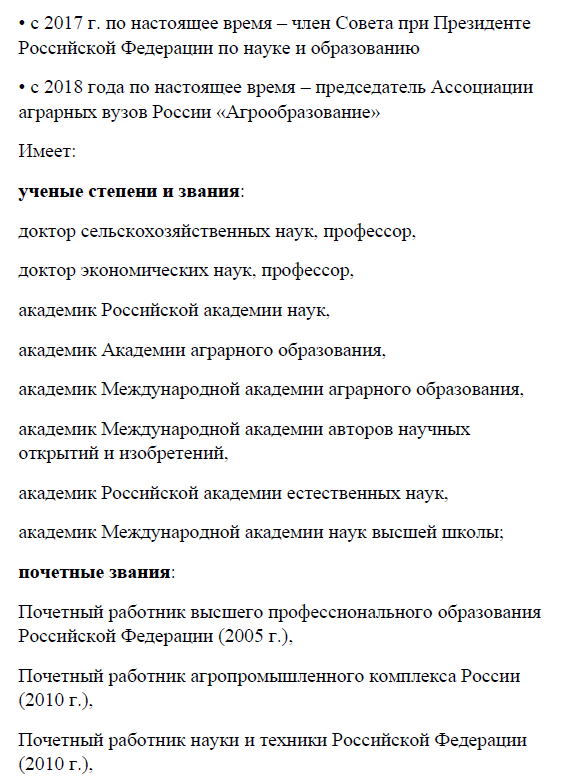 • с 2017 г. по настоящее время – член Совета при Президенте
Российской Федерации по науке и образованию
• с 2018 года по настоящее время – председатель Ассоциации
аграрных вузов России «Агрообразование»
Имеет:
ученые степени и звания:
доктор сельскохозяйственных наук, профессор,
доктор экономических наук, профессор,
академик Российской академии наук,
академик Академии аграрного образования,
академик Международной академии аграрного образования,
академик Международной академии авторов научных
открытий и изобретений,
академик Российской академии естественных наук,
академик Международной академии наук высшей школы;
почетные звания:
Почетный работник высшего профессионального образования
Российской Федерации (2005 г.),
Почетный работник агропромышленного комплекса России
(2010 г.),
Почетный работник науки и техники Российской Федерации
(2010 г.),